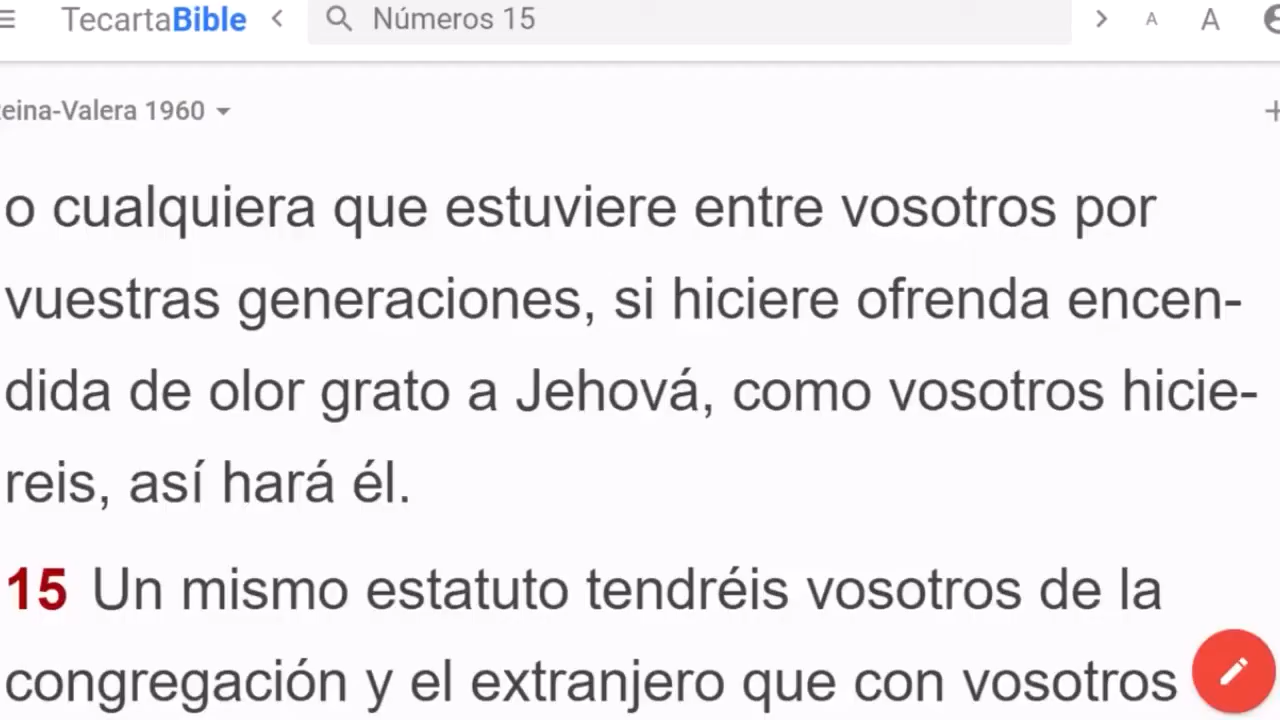 TecartaBible Números 15 A A
eina-Valera 1960
o cualquiera que estuviere entre vosotros por
vuestras generaciones, si hiciere ofrenda encen-
dida de olor grato a Jehová, como vosotros hicie-
reis, así hará él.
15 Un mismo estatuto tendréis vosotros de la
congregación y el extranjero que con vosotros